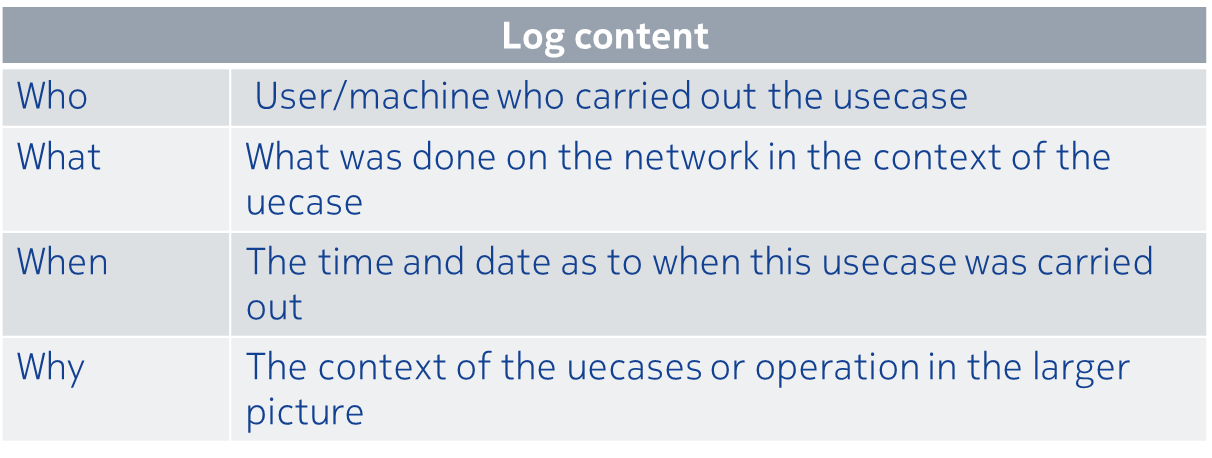 Log content
Who
User/machine who carried out the usecase
What
What was done on the network in the context of the
uecase
When
The time and date as to when this usecase was carried
out
Why
The context of the uecases or operation in the larger
picture